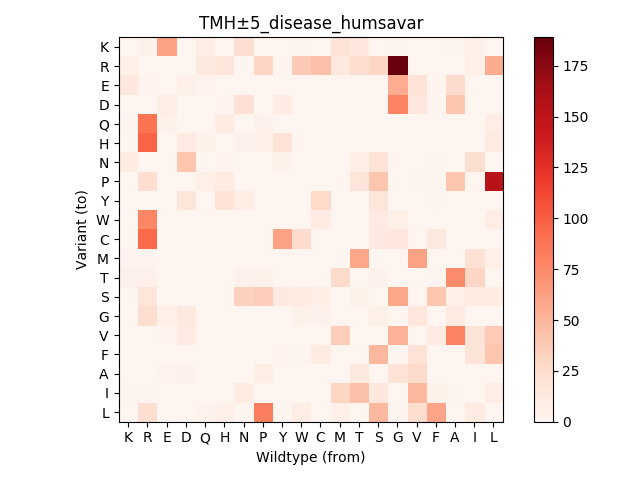 TMH±5_disease_humsavar
Variant (to)
K
R
E
D
Q
H
N
P
Y
W
C
M
T
S
G
V
F
A
I
L
K R E D Q H N P Y W C M T S G V F A I L
Wildtype (from)
175
150
125
100
75
50
25
0